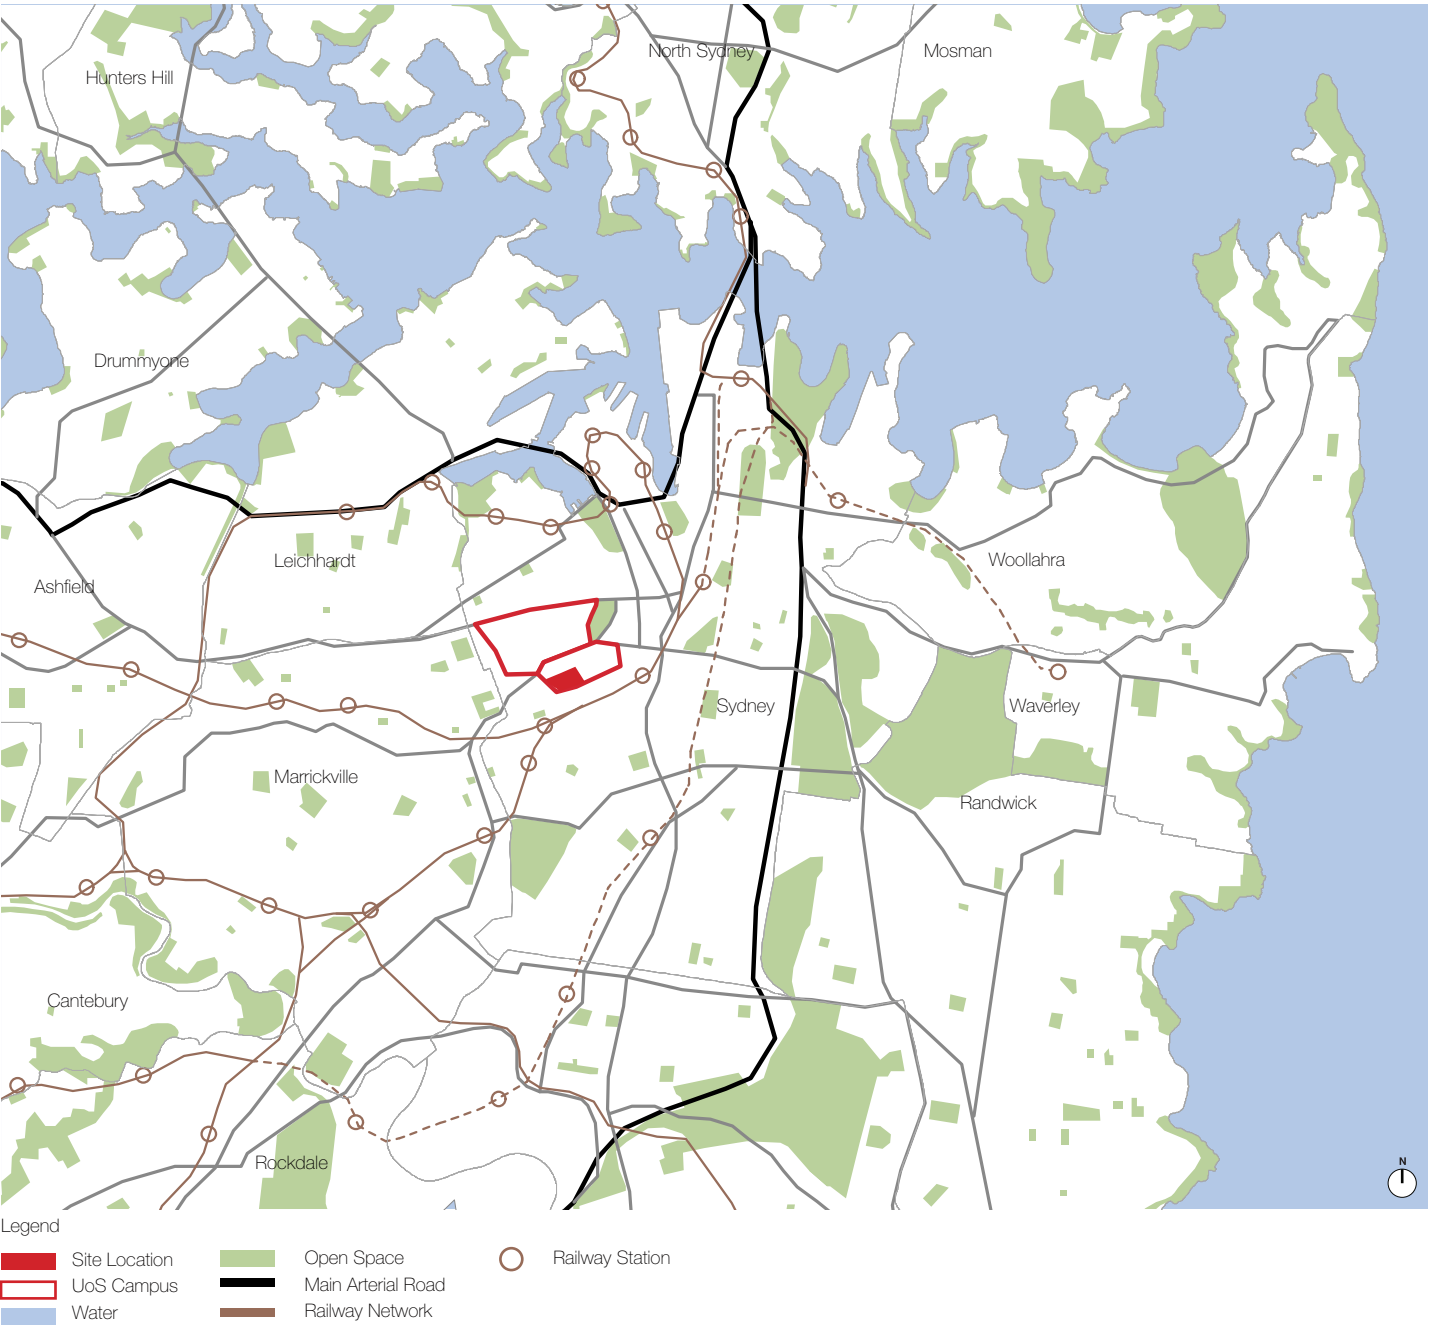 North Sydney
Mosman
Hunters Hill
Drummyone
Leichhardt
Woollahra
Ashfield
Sydney
Waverley
Marrickville
Randwick
Cantebury
Rockdale
N
Legend
Site Location
UoS Campus
Water
Open Space
Main Arterial Road
Railway Network
Railway Station